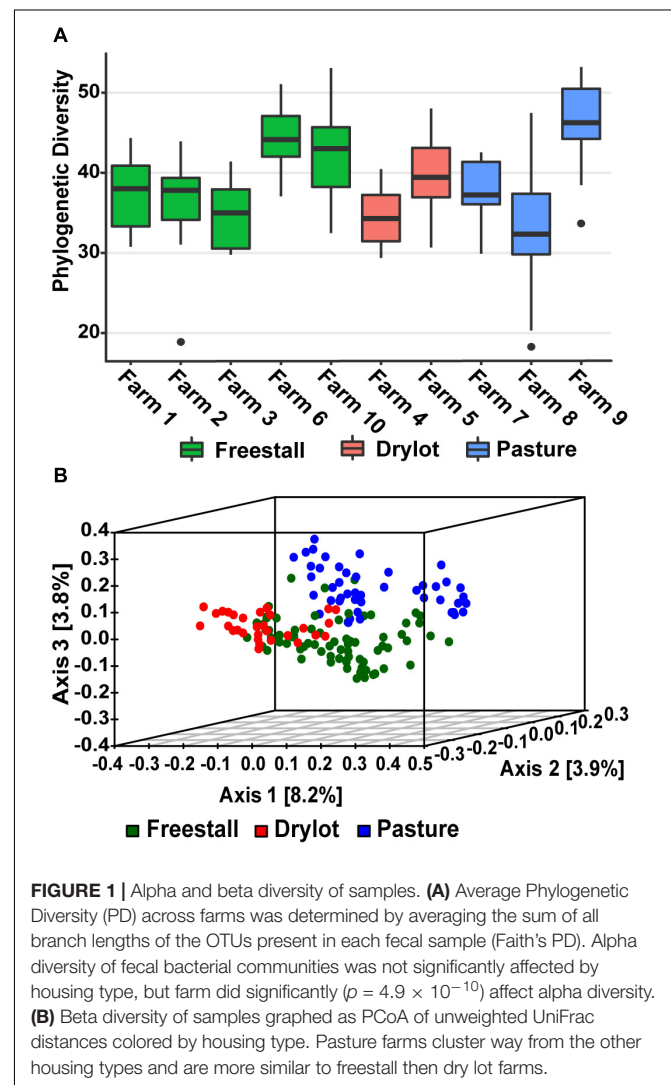 A
Phylogenetic Diversity
50
40
30
20
Farm 1
Farm 2
Farm 3
Farm 6
Farm 10
Farm 4
Farm 5
Farm 7
Farm 8
Farm 9
Freestall Drylot Pasture
B
Axis 3 [3.8%]
0.4
0.3
0.2
0.1
0.0
-0.1
-0.2
-0.3
-0.4
-0.4 -0.3 -0.2 -0.1 0.0 0.1 0.2 0.3 0.4 0.5
Axis 1 [8.2%]
-0.3 -0.2 -0.1 0.0 0.1 0.2 0.3
Axis 2 [3.9%]
Freestall Drylot Pasture
FIGURE 1 | Alpha and beta diversity of samples. (A) Average Phylogenetic
Diversity (PD) across farms was determined by averaging the sum of all
branch lengths of the OTUs present in each fecal sample (Faith's PD). Alpha
diversity of fecal bacterial communities was not significantly affected by
housing type, but farm did significantly (p = 4.9 × 10−10) affect alpha diversity.
(B) Beta diversity of samples graphed as PCoA of unweighted UniFrac
distances colored by housing type. Pasture farms cluster way from the other
housing types and are more similar to freestall then dry lot farms.